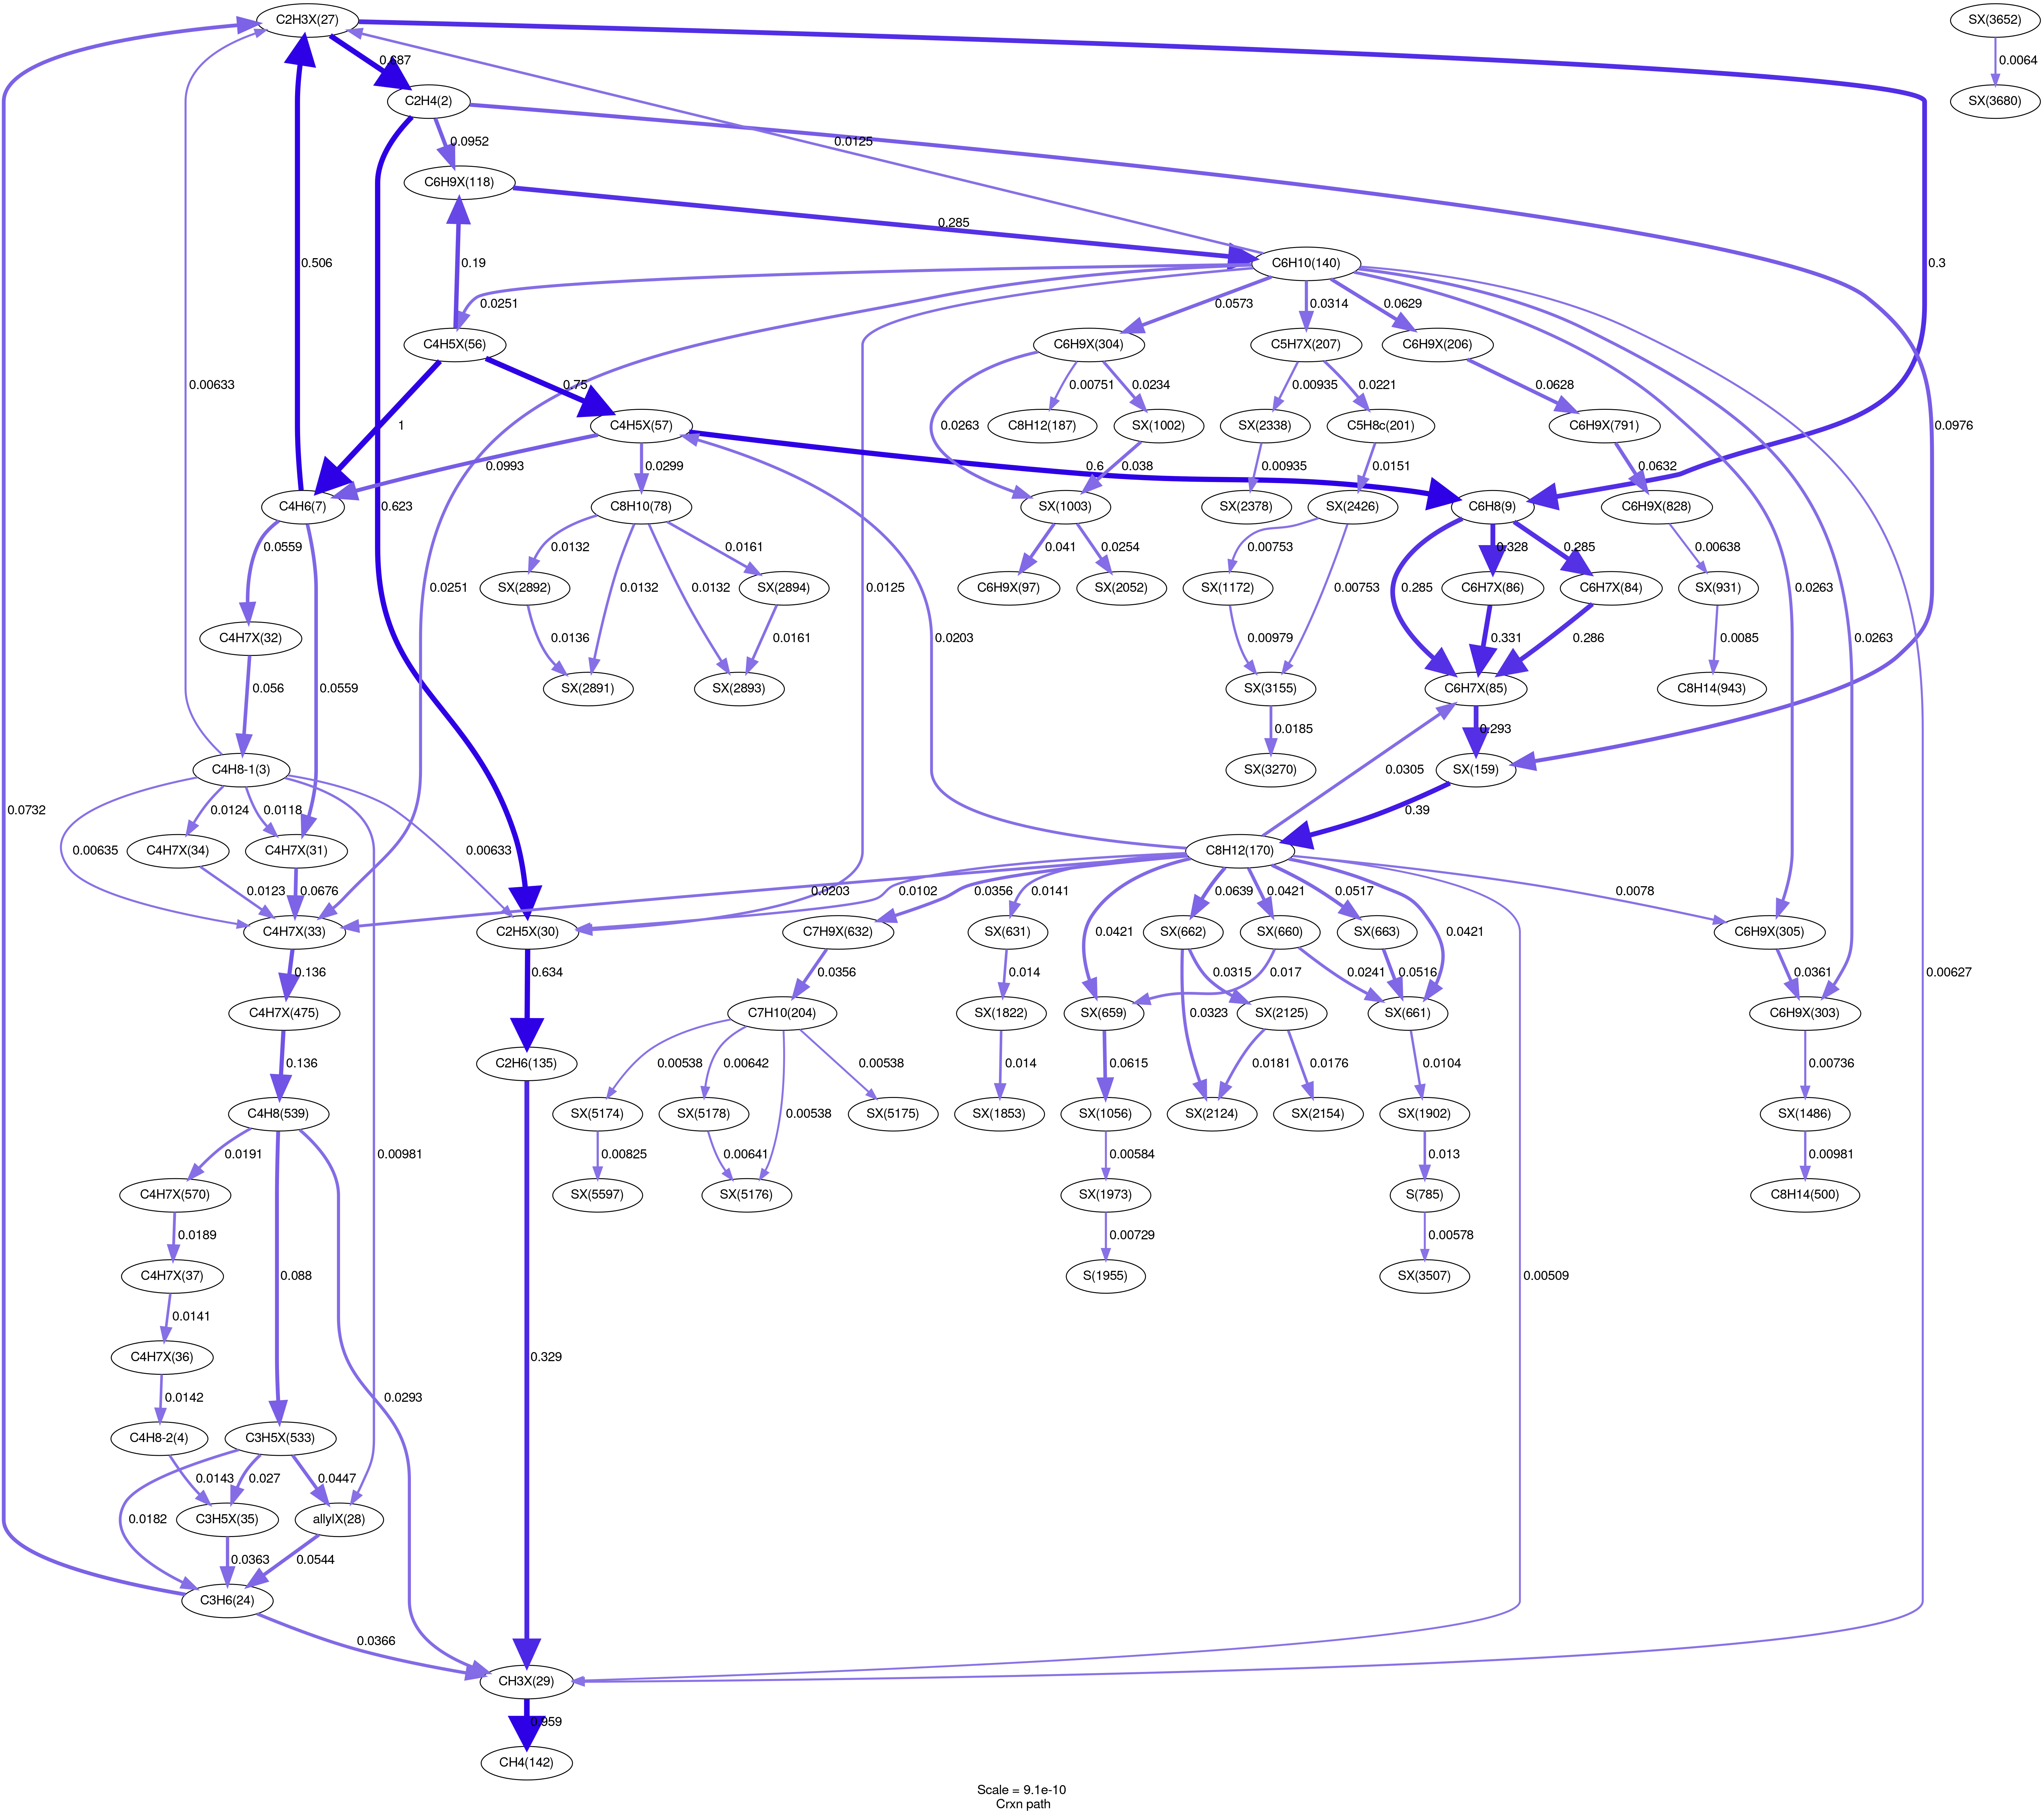 C2H3X(27)
SX(3652)
0.687
0.0064
C2H4(2)
SX(3680)
0.0952
0.0125
C6H9X(118)
0.285
0.506
0.19
C6H10(140)
0.3
0.0251
0.0573
0.0314
0.0629
C4H5X(56)
C6H9X(304)
C5H7X(207)
C6H9X(206)
0.00633
0.75
0.00751
0.0234
0.00935
0.0221
0.0628
1
C4H5X(57)
C8H12(187)
SX(1002)
SX(2338)
C5H8c(201)
C6H9X(791)
0.0976
0.0263
0.0993
0.0299
0.6
0.038
0.00935
0.0151
0.0632
C4H6(7)
0.623
C8H10(78)
SX(1003)
SX(2378)
SX(2426)
C6H8(9)
C6H9X(828)
0.0559
0.0132
0.0161
0.041
0.0254
0.00753
0.328
0.285
0.00638
SX(2892)
0.0132
0.0132
SX(2894)
C6H9X(97)
SX(2052)
SX(1172)
0.285
C6H7X(86)
C6H7X(84)
SX(931)
0.0263
0.0263
0.0251
0.0125
C4H7X(32)
0.0136
0.0161
0.0203
0.00979
0.00753
0.331
0.286
0.0085
0.056
0.0559
SX(2891)
SX(2893)
SX(3155)
C6H7X(85)
C8H14(943)
0.0185
0.293
C4H8-1(3)
SX(3270)
0.0305
SX(159)
0.0732
0.0124
0.0118
0.39
0.00635
C4H7X(34)
C4H7X(31)
0.00633
C8H12(170)
0.0123
0.0676
0.0203
0.0102
0.0356
0.0141
0.0639
0.0421
0.0517
0.0078
C4H7X(33)
C2H5X(30)
C7H9X(632)
SX(631)
0.0421
SX(662)
SX(660)
SX(663)
0.0421
C6H9X(305)
0.136
0.634
0.0356
0.014
0.0315
0.017
0.0241
0.0516
0.0361
0.00627
C4H7X(475)
C7H10(204)
SX(1822)
SX(659)
0.0323
SX(2125)
SX(661)
C6H9X(303)
0.136
C2H6(135)
0.00538
0.00642
0.00538
0.014
0.0615
0.0181
0.0176
0.0104
0.00736
C4H8(539)
SX(5174)
SX(5178)
0.00538
SX(5175)
SX(1853)
SX(1056)
SX(2124)
SX(2154)
SX(1902)
SX(1486)
0.0191
0.00981
0.00825
0.00641
0.00584
0.013
0.00981
C4H7X(570)
SX(5597)
SX(5176)
SX(1973)
S(785)
C8H14(500)
0.0189
0.088
0.00729
0.00578
0.00509
C4H7X(37)
S(1955)
SX(3507)
0.0141
0.329
C4H7X(36)
0.0142
0.0293
C4H8-2(4)
C3H5X(533)
0.0143
0.027
0.0447
0.0182
C3H5X(35)
allylX(28)
0.0363
0.0544
C3H6(24)
0.0366
CH3X(29)
0.959
CH4(142)
Scale = 9.1e-10
Crxn path